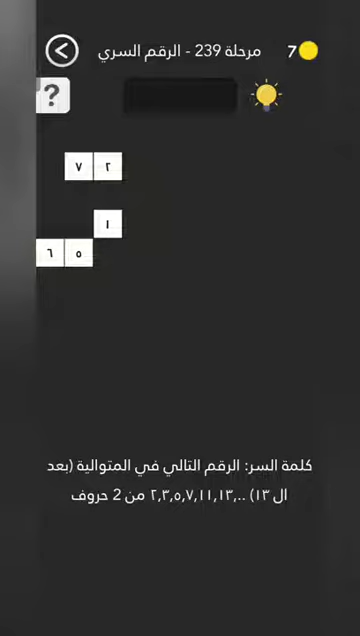 مرحلة 239 - الرقم السري 7
?
٧ ٢
١
٦ ٥
كلمة السر: الرقم التالي في المتوالية (بعد
ال ١٣) ..,٢,٣,٥,٧,١١,١٣ من 2 حروف